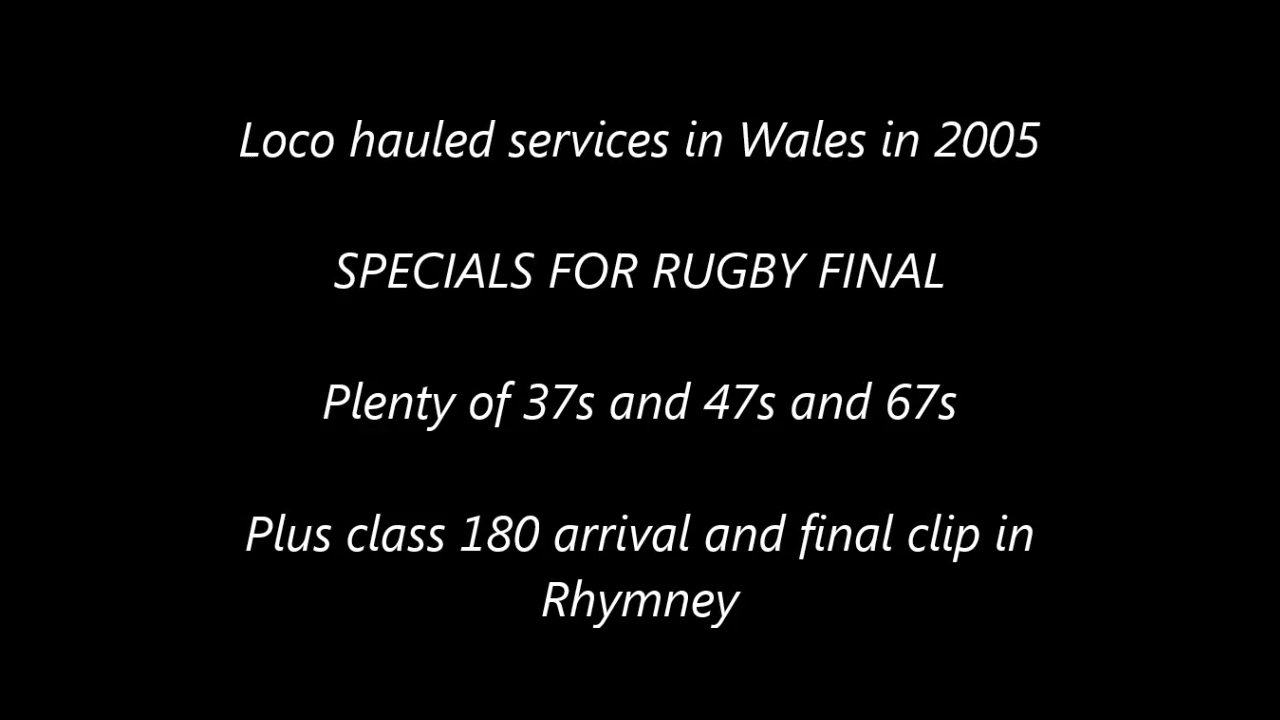 Loco hauled services in Wales in 2005
SPECIALS FOR RUGBY FINAL
Plenty of 37s and 47s and 67s
Plus class 180 arrival and final clip in
Rhymney